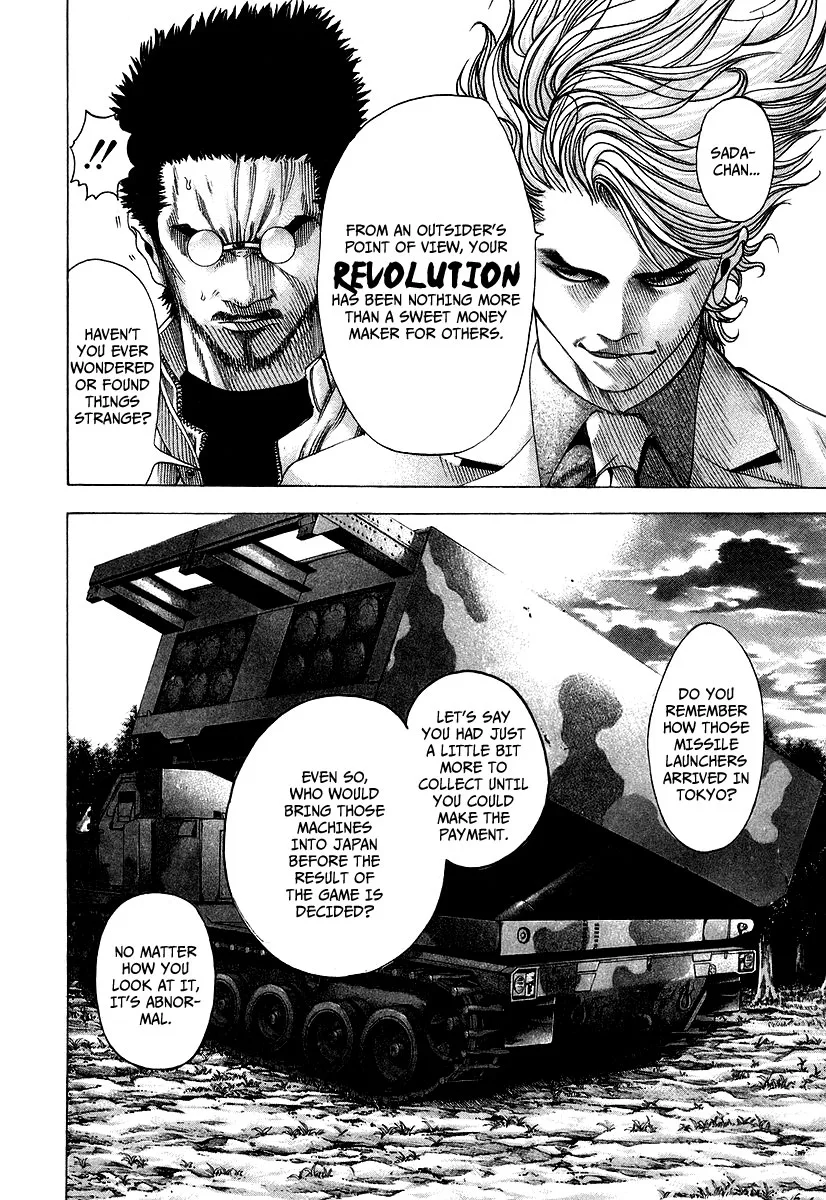 SADA-
CHAN...
FROM AN OUTSIDER'S
POINT OF VIEW, YOUR
REVOLUTION
HAS BEEN NOTHING MORE
THAN A SWEET MONEY
MAKER FOR OTHERS.
!!
HAVEN'T
YOU EVER
WONDERED
OR FOUND
THINGS
STRANGE?
DO YOU
REMEMBER
HOW THOSE
MISSILE
LAUNCHERS
ARRIVED IN
TOKYO?
LET'S SAY
YOU HAD JUST
A LITTLE BIT
MORE TO
COLLECT UNTIL
YOU COULD
MAKE THE
PAYMENT.
EVEN SO,
WHO WOULD
BRING THOSE
MACHINES
INTO JAPAN
BEFORE THE
RESULT OF
THE GAME IS
DECIDED?
NO MATTER
HOW YOU
LOOK AT IT,
IT'S ABNOR-
MAL.